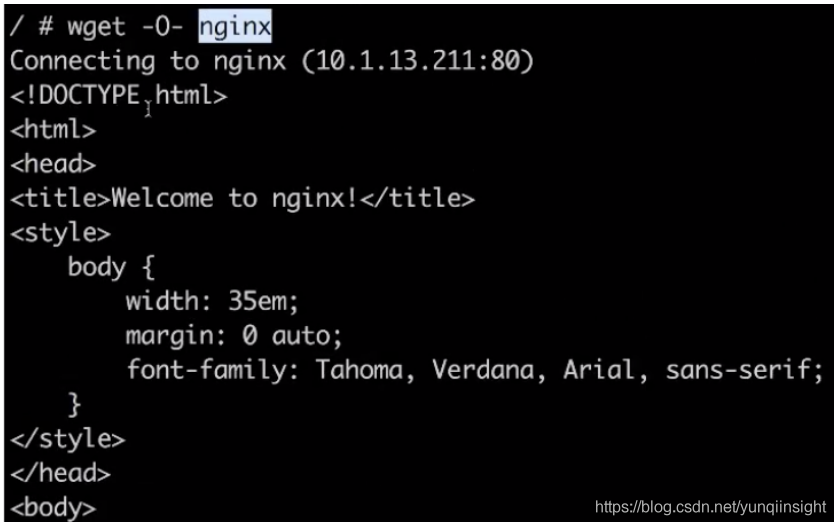 / # wget -O- nginx
Connecting to nginx (10.1.13.211:80)
<!DOCTYPE html>
<html>
<head>
<title>Welcome to nginx!</title>
<style>
    body {
        width: 35em;
        margin: 0 auto;
        font-family: Tahoma, Verdana, Arial, sans-serif;
    }
</style>
</head>
<body>
https://blog.csdn.net/yunqiinsight